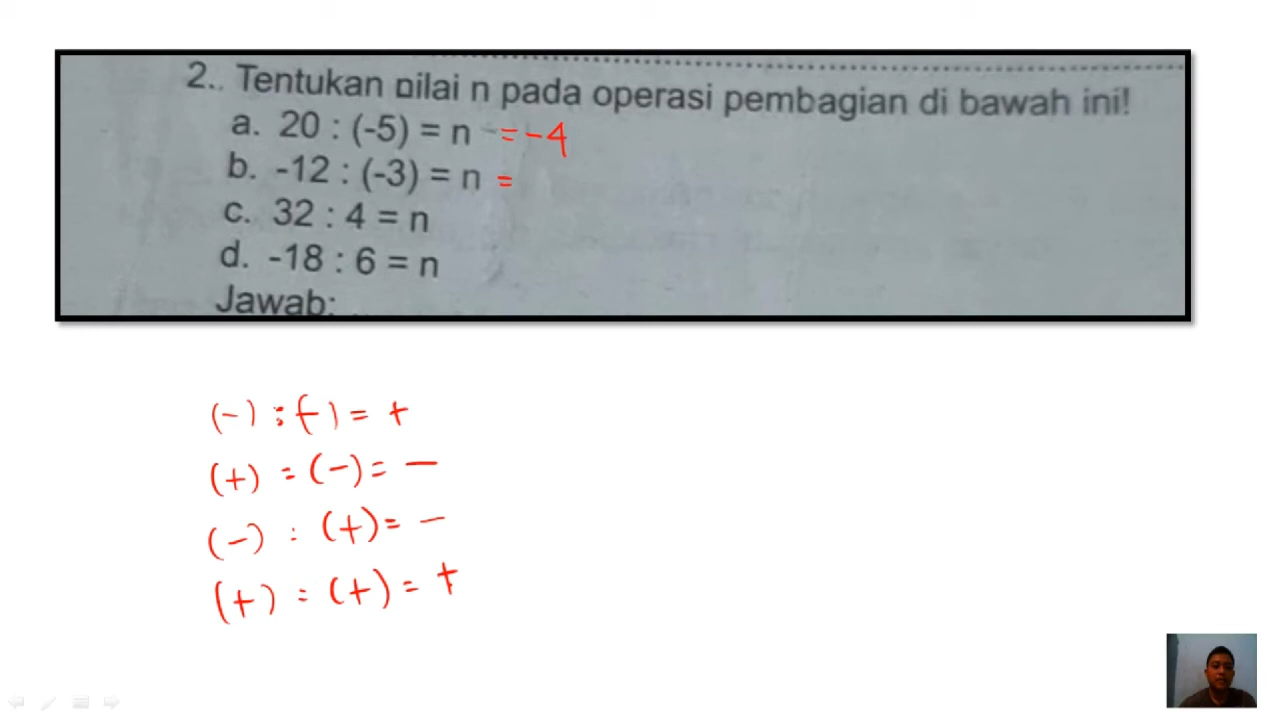 2.. Tentukan nilai n pada operasi pembagian di bawah ini!
a. 20 : (-5) = n = -4
b. -12 : (-3) = n =
c. 32 : 4 = n
d. -18 : 6 = n
Jawab:
(-) : (-) = +
(+) = (-) = -
(-) : (+) = -
(+) = (+) = +